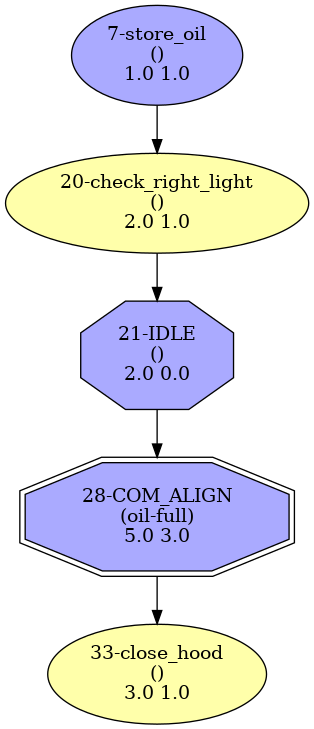 7-store_oil
()
1.0 1.0
20-check_right_light
()
2.0 1.0
21-IDLE
()
2.0 0.0
28-COM_ALIGN
(oil-full)
5.0 3.0
33-close_hood
()
3.0 1.0